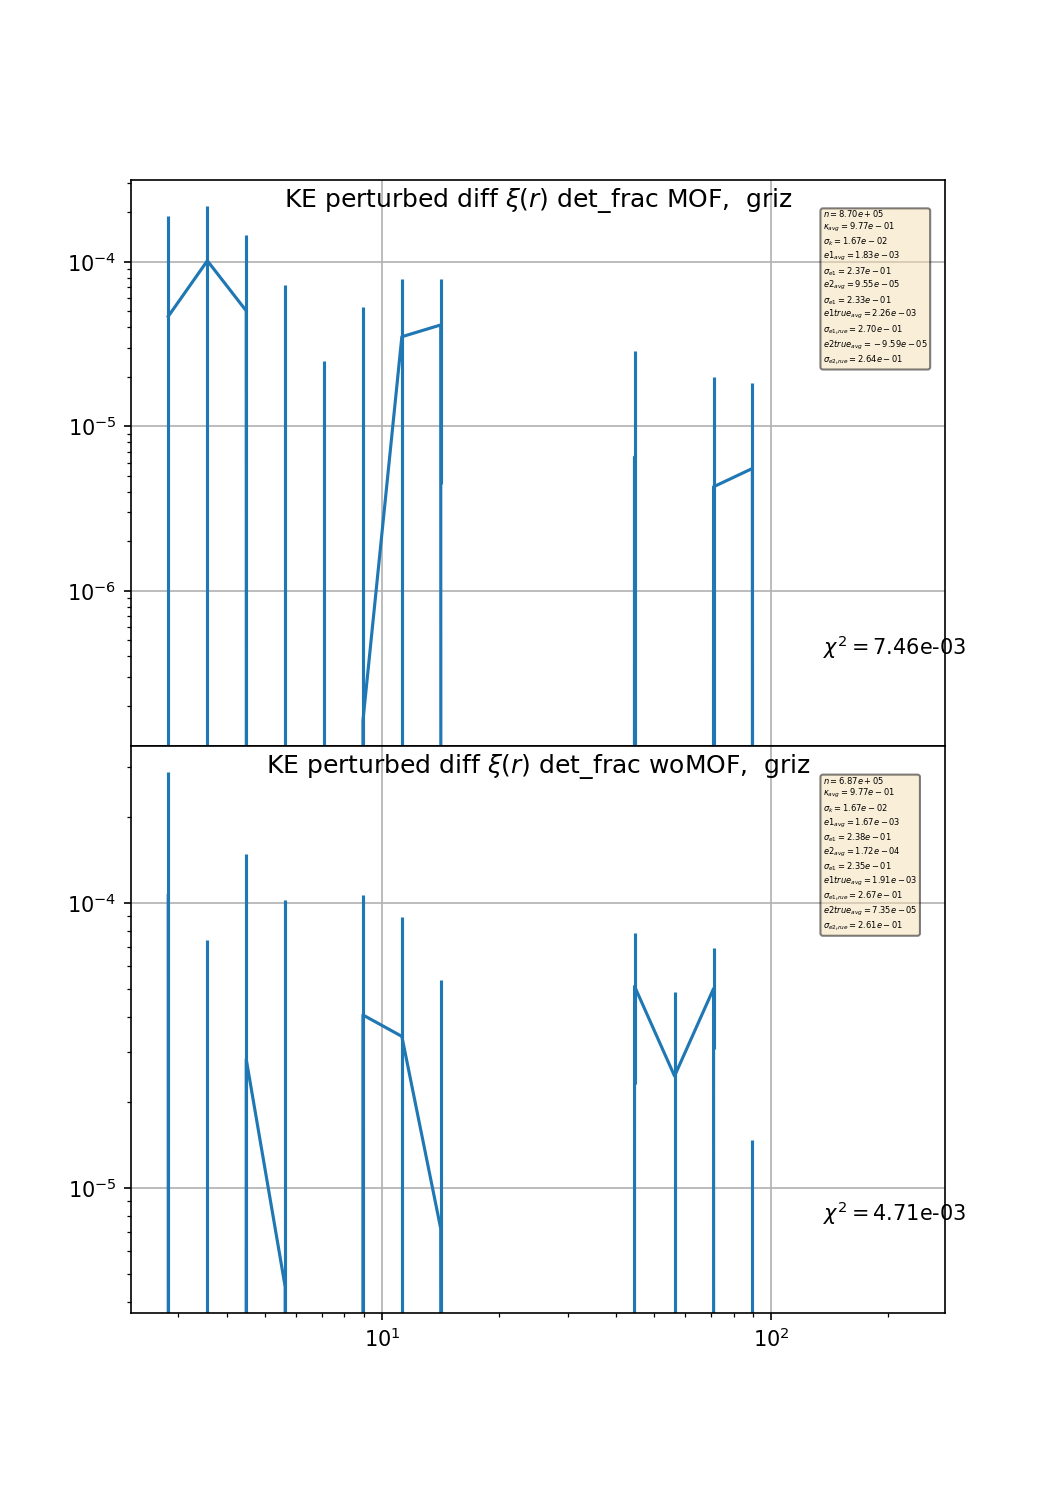 KE perturbed diff ξ(r) det_frac MOF, griz
n = 8.70e + 05
κavg = 9.77e − 01
σk = 1.67e − 02
e1avg = 1.83e − 03
σe1 = 2.37e − 01
e2avg = 9.55e − 05
σe1 = 2.33e − 01
e1trueavg = 2.26e − 03
σe1,true = 2.70e − 01
e2trueavg = −9.59e − 05
σe2,true = 2.64e − 01
10−4
10−5
10−6
χ2 = 7.46e-03
KE perturbed diff ξ(r) det_frac woMOF, griz
n = 6.87e + 05
κavg = 9.77e − 01
σk = 1.67e − 02
e1avg = 1.67e − 03
σe1 = 2.38e − 01
e2avg = 1.72e − 04
σe1 = 2.35e − 01
e1trueavg = 1.91e − 03
σe1,true = 2.67e − 01
e2trueavg = 7.35e − 05
σe2,true = 2.61e − 01
10−4
10−5
χ2 = 4.71e-03
101
102